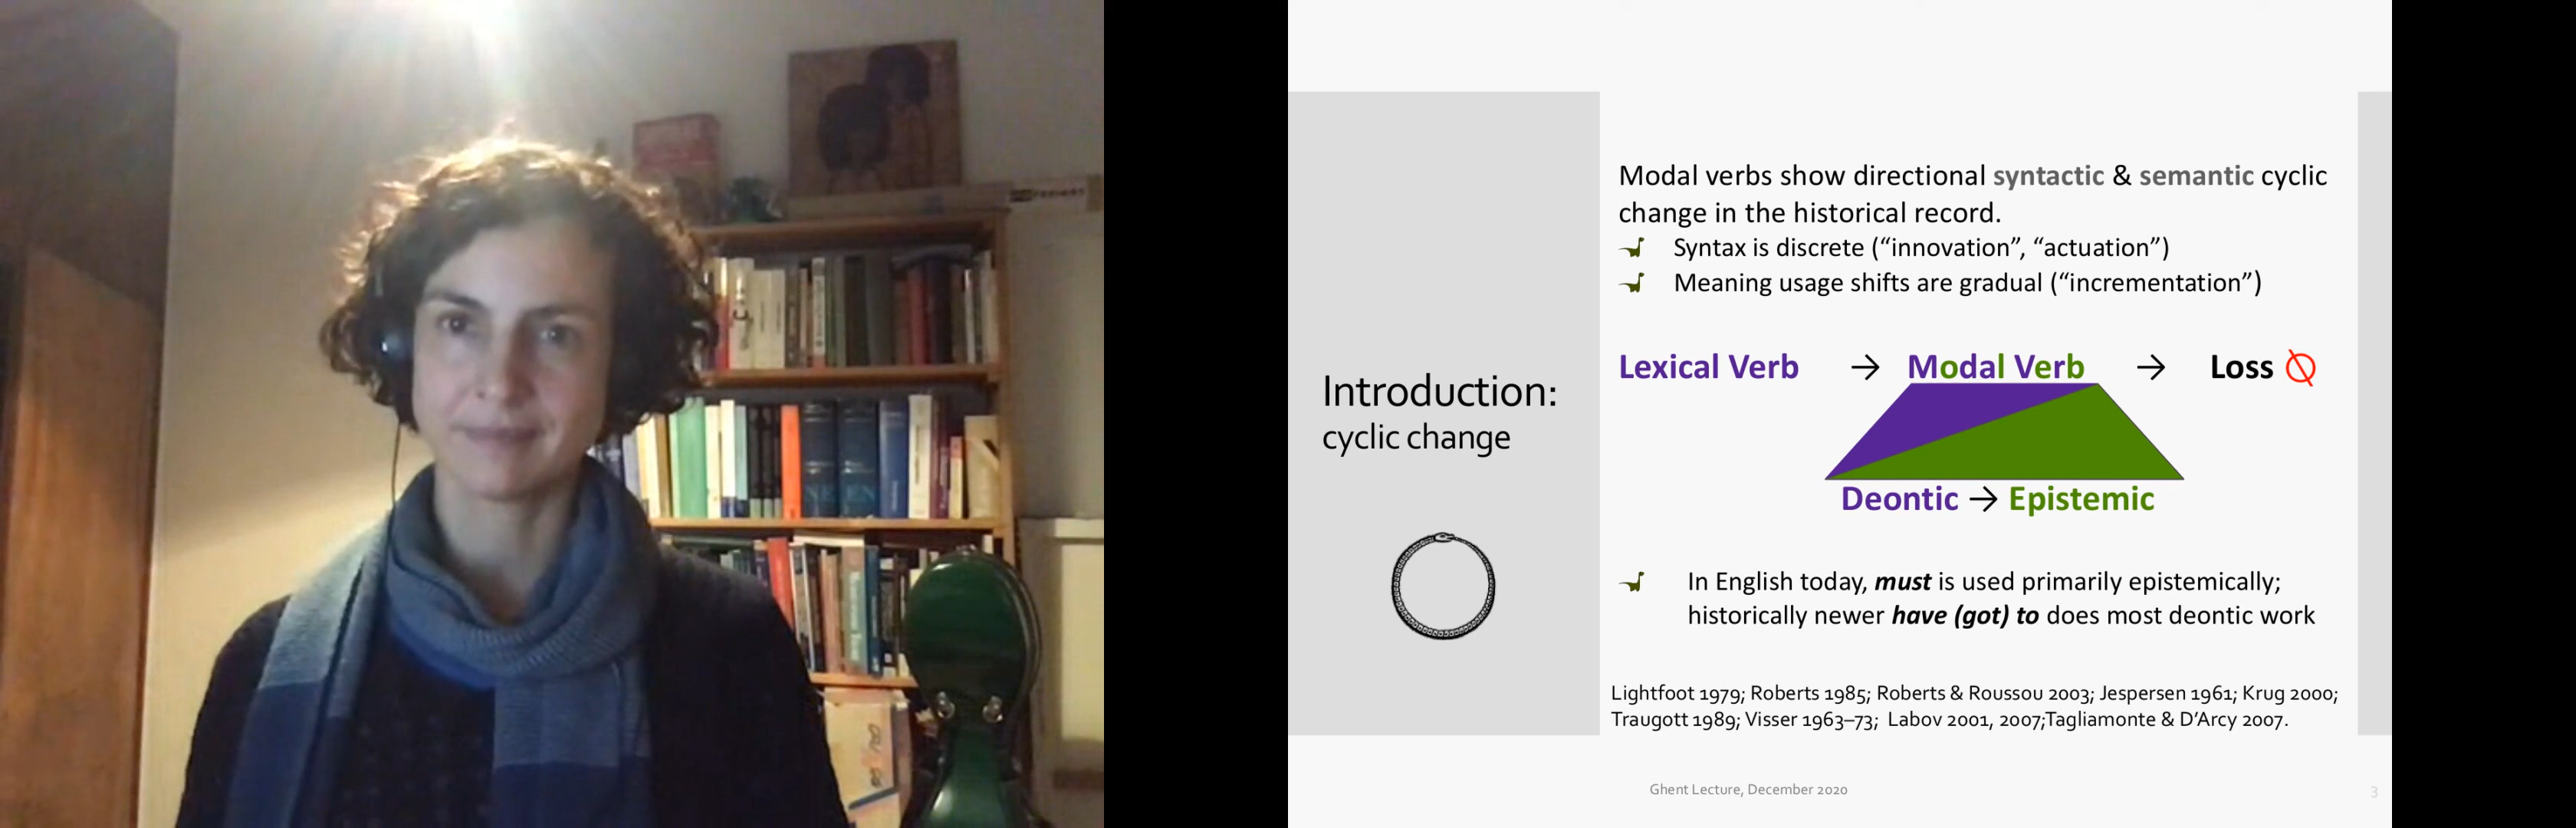 Introduction:
cyclic change
Modal verbs show directional syntactic & semantic cyclic
change in the historical record.
Syntax is discrete (“innovation”, “actuation”)
Meaning usage shifts are gradual (“incrementation”)
Lexical Verb → Modal Verb → Loss
Deontic → Epistemic
In English today, must is used primarily epistemically;
historically newer have (got) to does most deontic work
Lightfoot 1979; Roberts 1985; Roberts & Roussou 2003; Jespersen 1961; Krug 2000;
Traugott 1989; Visser 1963–73; Labov 2001, 2007;Tagliamonte & D’Arcy 2007.
Ghent Lecture, December 2020
3